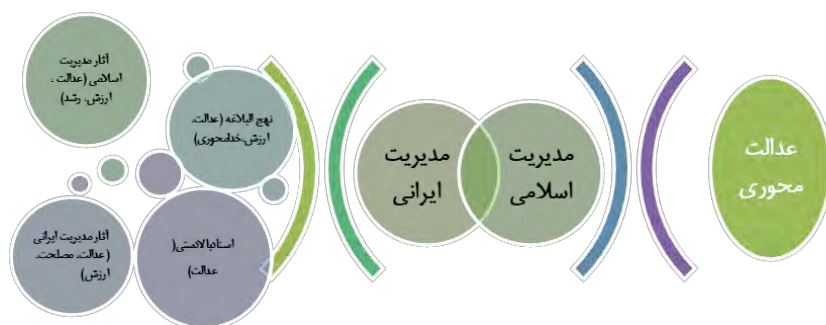 آثار مدیریت
اسلامی (عدالت ،
ارزش، رشد)
نهج البلاغه (عدالت،
ارزش،خدامحوری)
آثار مدیریت ایرانی
(عدالت، مصلحت،
ارزش)
اسنادبالادستی(
عدالت)
مدیریت
ایرانی
مدیریت
اسلامی
عدالت
محوری